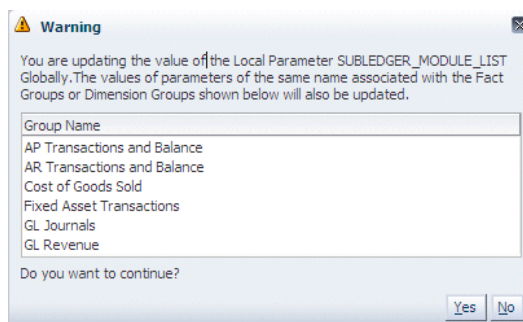 Warning
You are updating the value of the Local Parameter SUBLEDGER_MODULE_LIST
Globally.The values of parameters of the same name associated with the Fact
Groups or Dimension Groups shown below will also be updated.
Group Name
AP Transactions and Balance
AR Transactions and Balance
Cost of Goods Sold
Fixed Asset Transactions
GL Journals
GL Revenue
Do you want to continue?
Yes No